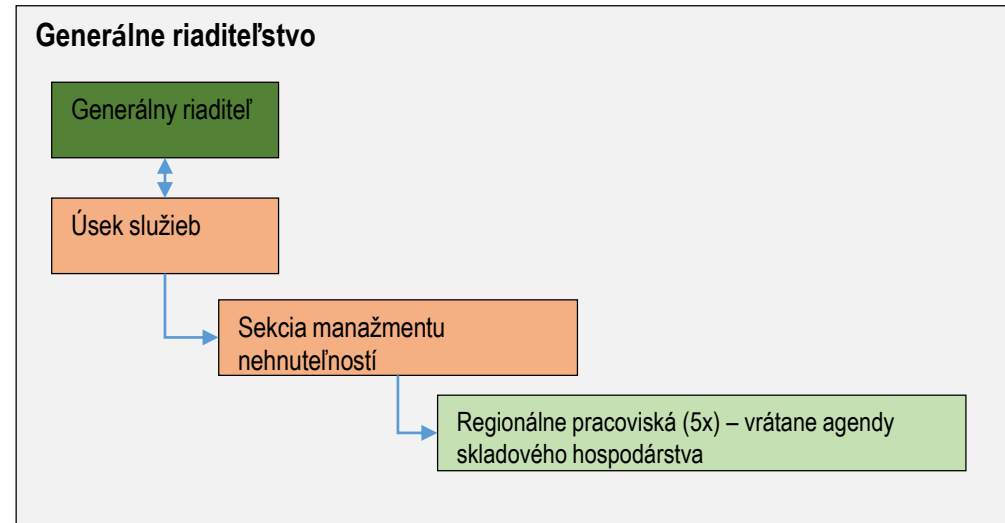 Generálne riaditeľstvo
Generálny riaditeľ
Úsek služieb
Sekcia manažmentu
nehnuteľností
Regionálne pracoviská (5x) – vrátane agendy
skladového hospodárstva